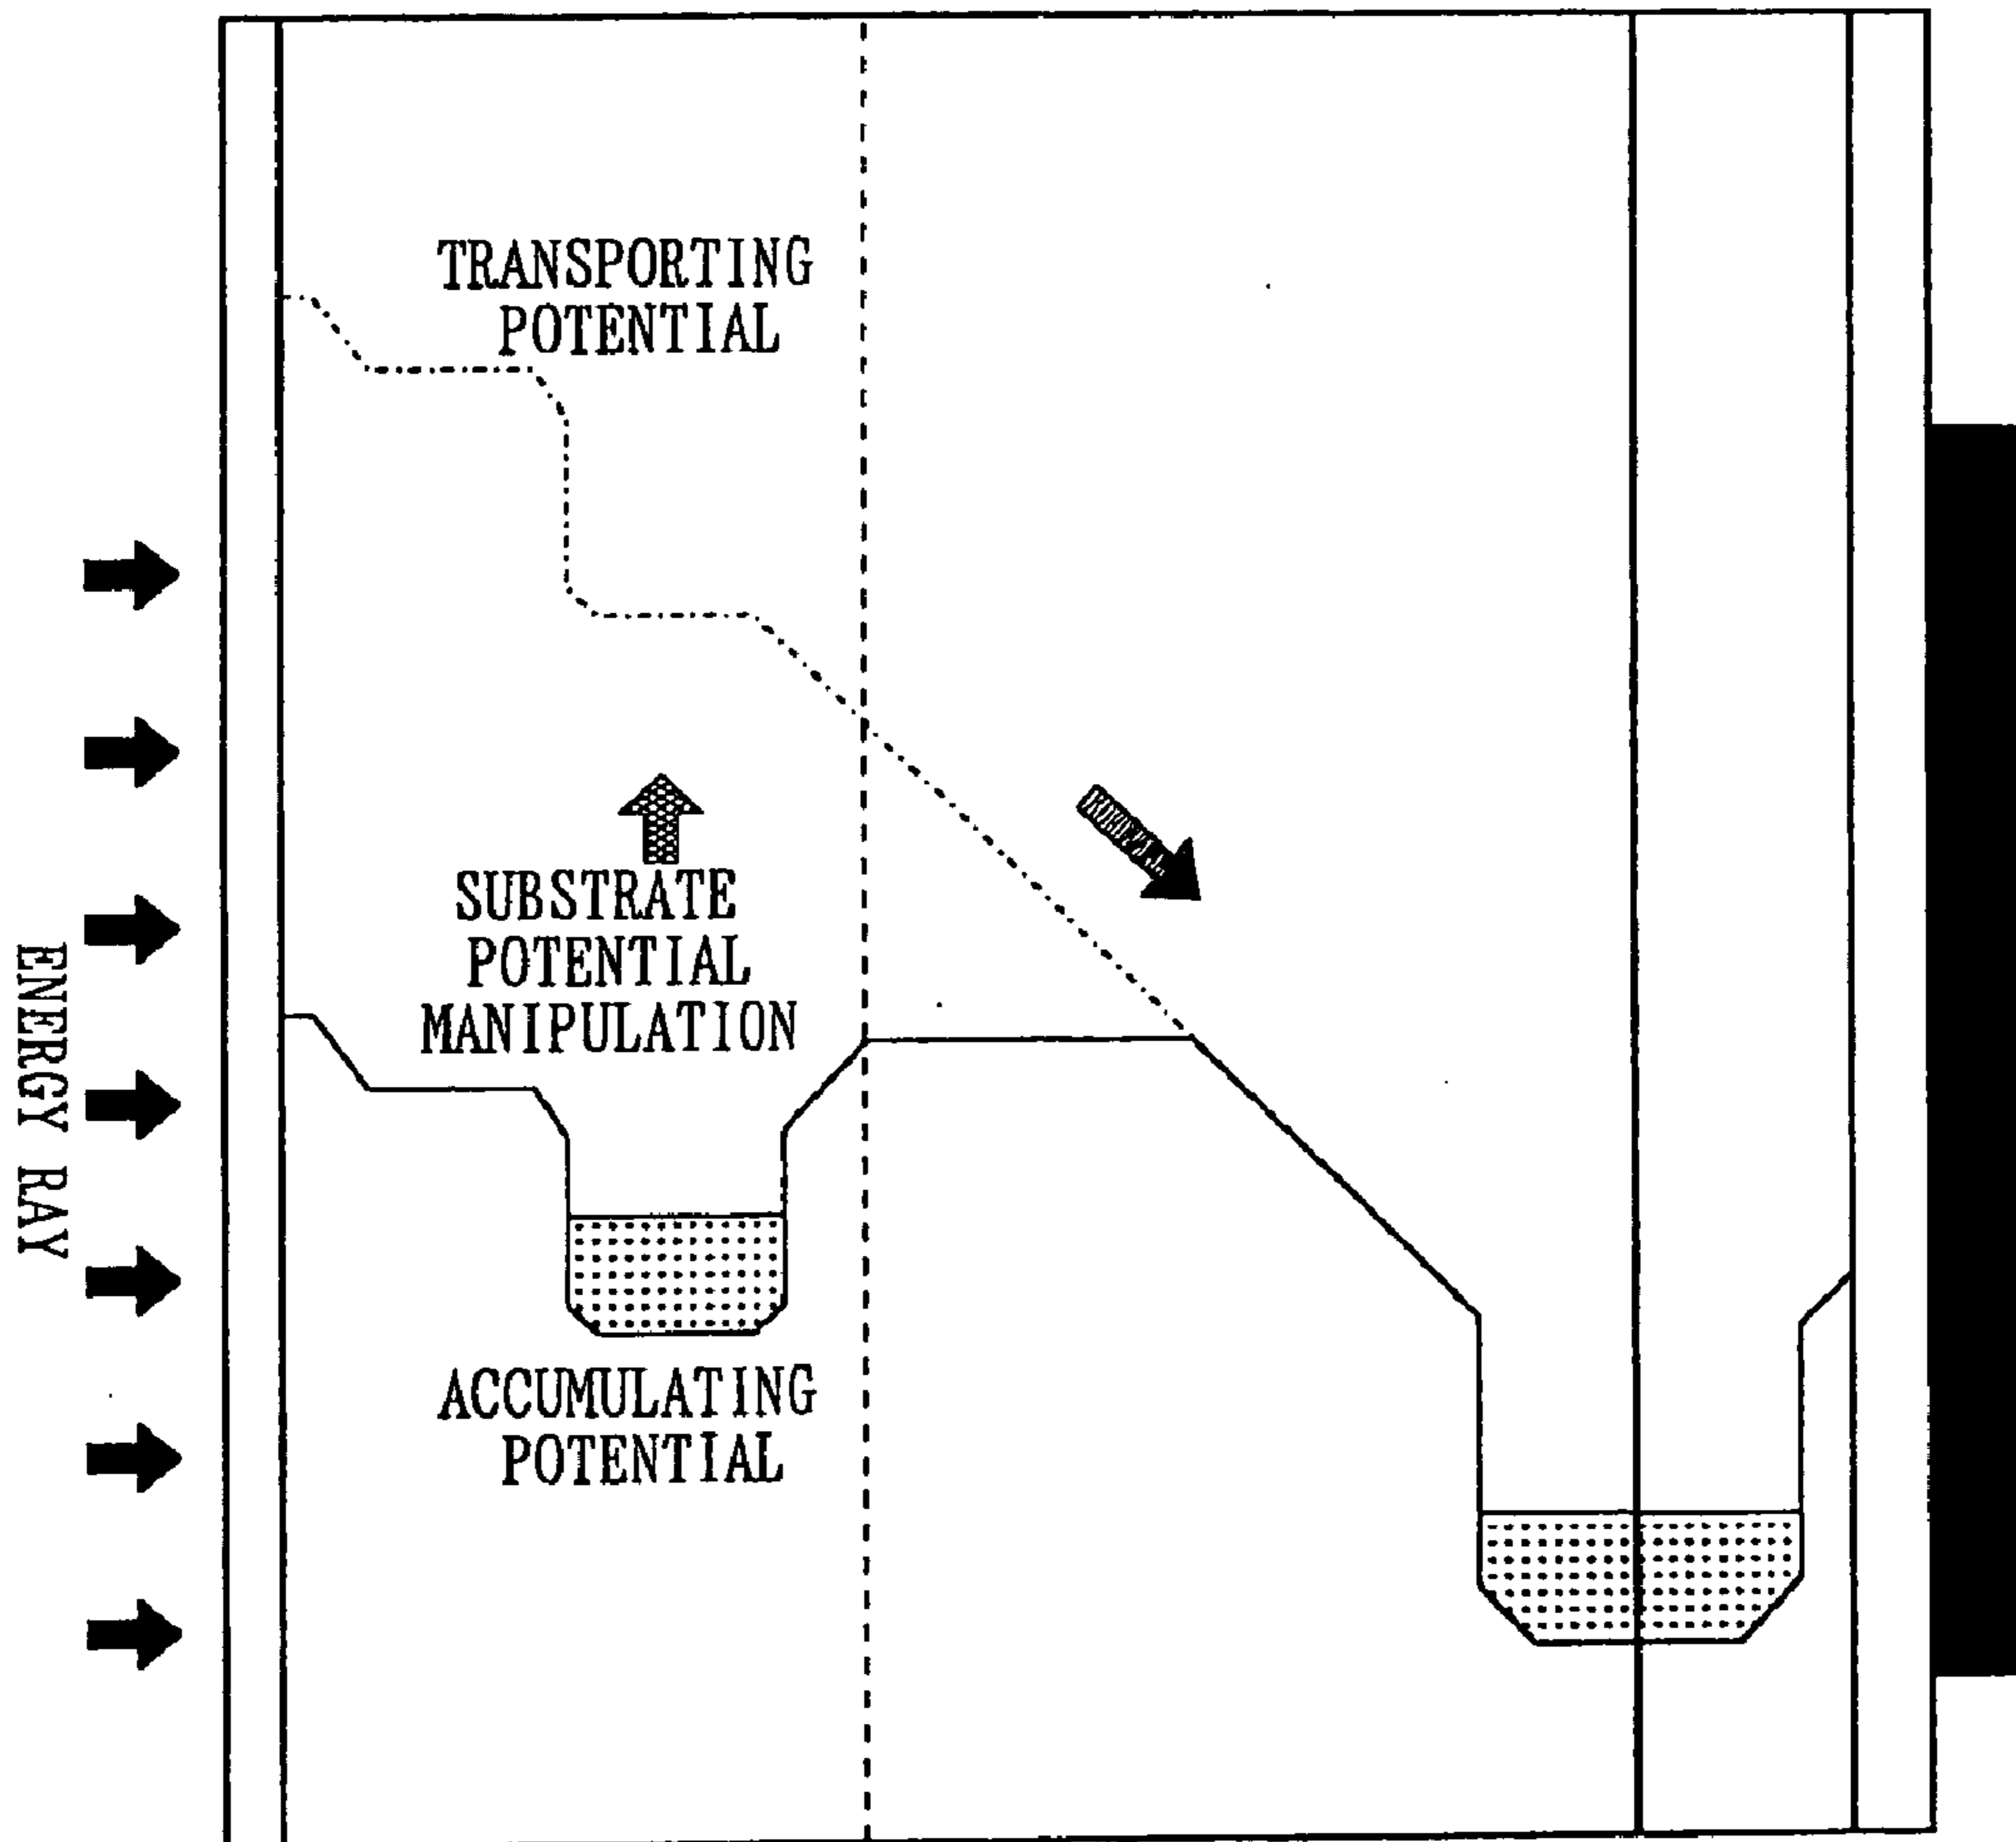 TRANSPORTING
POTENTIAL
SUBSTRATE
POTENTIAL
MANIPULATION
ENERGY RAY
ACCUMULATING
POTENTIAL